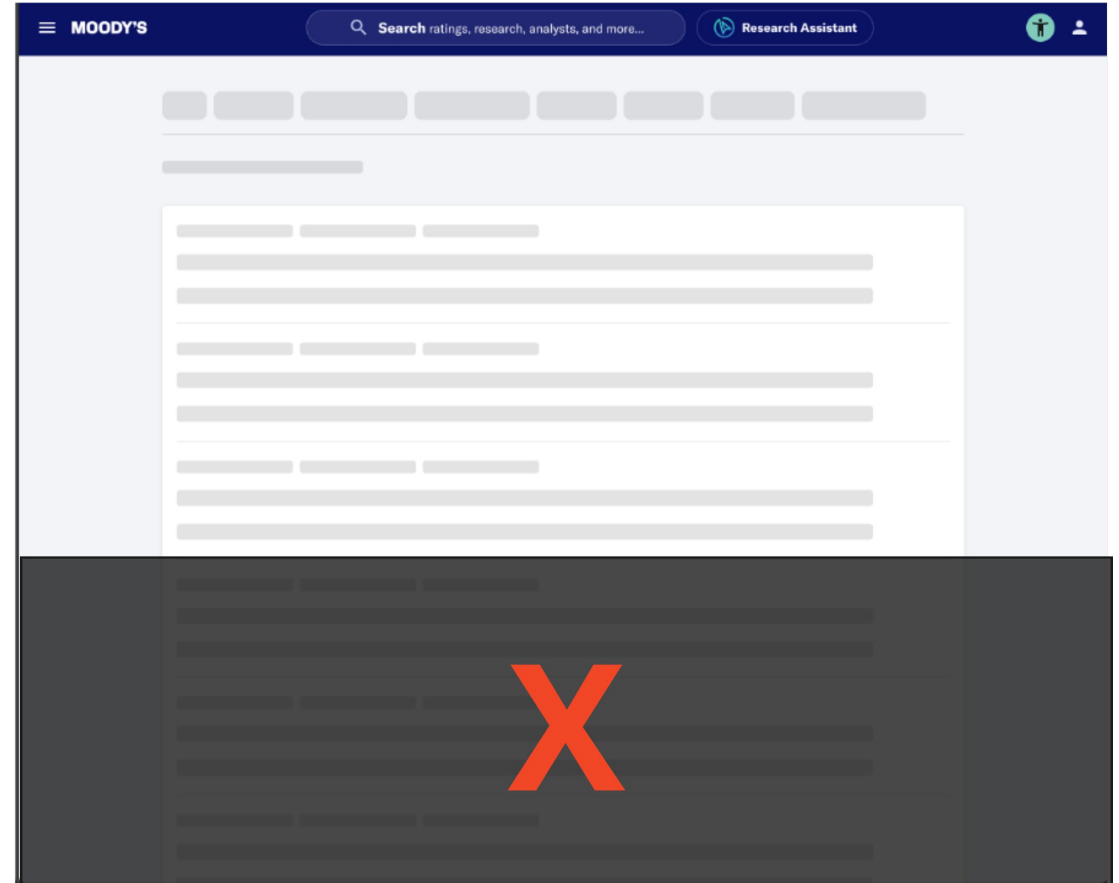 MOODY'S
Search ratings, research, analysts, and more...
Research Assistant
X